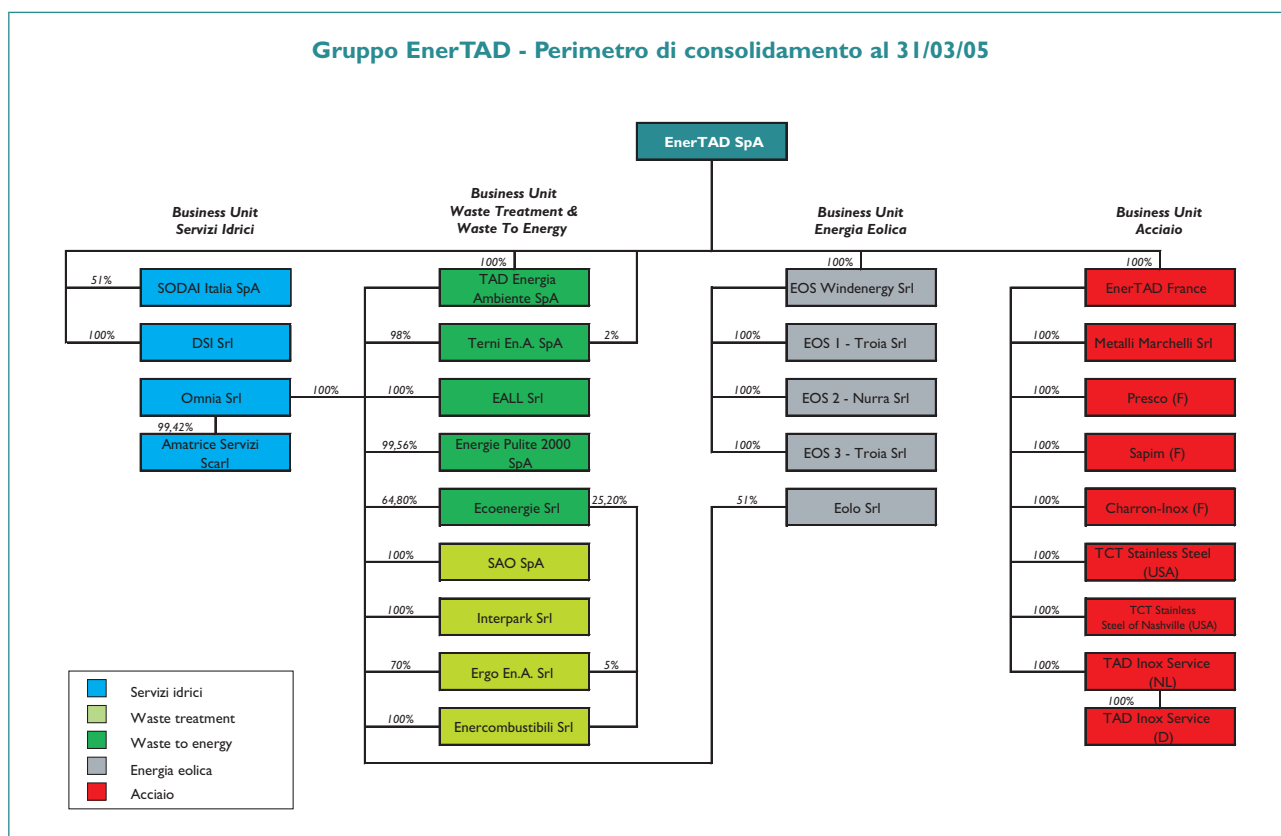 Gruppo EnerTAD - Perimetro di consolidamento al 31/03/05
EnerTAD SpA
Business Unit
Servizi Idrici
Business Unit
Waste Treatment &
Waste To Energy
Business Unit
Energia Eolica
Business Unit
Acciaio
51%
SODAI Italia SpA
100%
DSI Srl
Omnia Srl
100%
99,42%
Amatrice Servizi
Scarl
100%
TAD Energia
Ambiente SpA
98%
Terni En.A. SpA
2%
100%
EALL Srl
99,56%
Energie Pulite 2000
SpA
64,80%
Ecoenergie Srl
25,20%
100%
SAO SpA
100%
Interpark Srl
70%
Ergo En.A. Srl
5%
100%
Enercombustibili Srl
100%
EOS Windenergy Srl
100%
EOS 1 - Troia Srl
100%
EOS 2 - Nurra Srl
100%
EOS 3 - Troia Srl
51%
Eolo Srl
100%
EnerTAD France
100%
Metalli Marchelli Srl
100%
Presco (F)
100%
Sapim (F)
100%
Charron-Inox (F)
100%
TCT Stainless Steel
(USA)
100%
TCT Stainless
Steel of Nashville (USA)
100%
TAD Inox Service
(NL)
100%
TAD Inox Service
(D)
Servizi idrici
Waste treatment
Waste to energy
Energia eolica
Acciaio